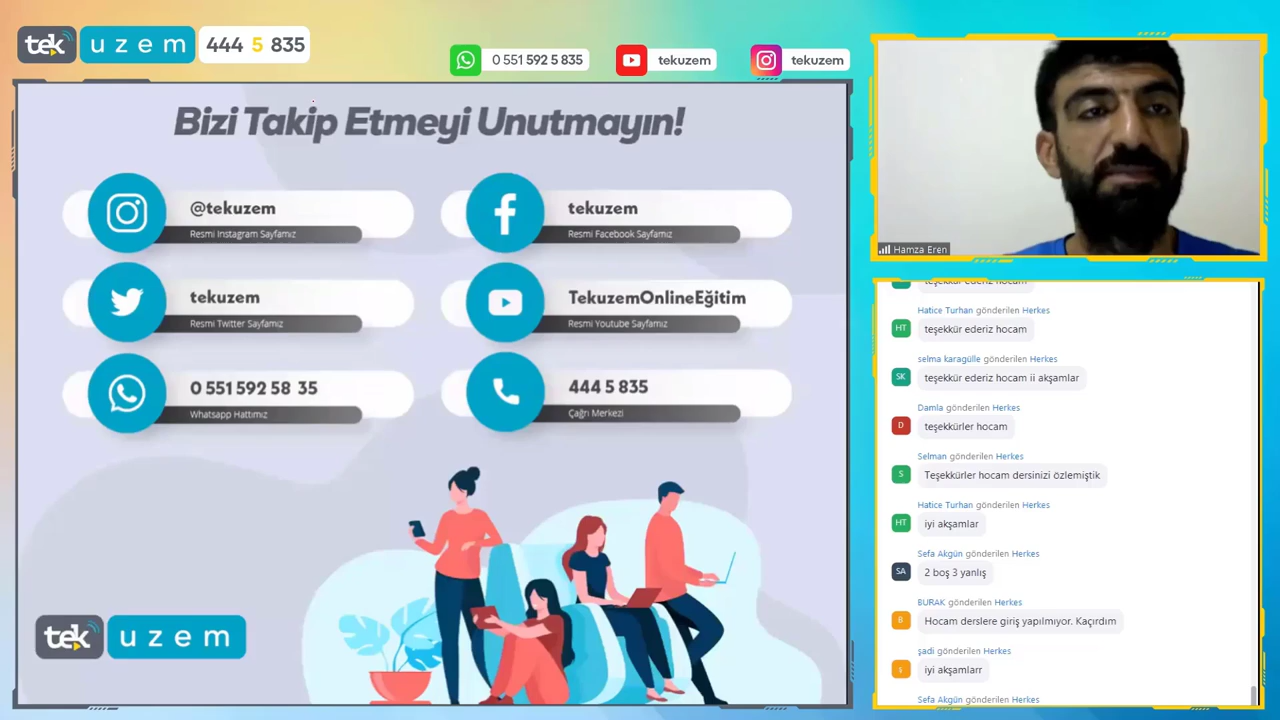 tek uzem 444 5 835
0 551 592 5 835
tekuzem
tekuzem
Bizi Takip Etmeyi Unutmayın!
@tekuzem
Resmi Instagram Sayfamız
tekuzem
Resmi Facebook Sayfamız
tekuzem
Resmi Twitter Sayfamız
TekuzemOnlineEğitim
Resmi Youtube Sayfamız
0 551 592 58 35
Whatsapp Hattımız
444 5 835
Çağrı Merkezi
tek uzem
Hamza Eren
teşekkür ederiz hocam
Hatice Turhan gönderilen Herkes
HT teşekkür ederiz hocam
selma karagülle gönderilen Herkes
SK teşekkür ederiz hocam ii akşamlar
Damla gönderilen Herkes
D teşekkürler hocam
Selman gönderilen Herkes
S Teşekkürler hocam dersinizi özlemiştik
Hatice Turhan gönderilen Herkes
HT iyi akşamlar
Sefa Akgün gönderilen Herkes
SA 2 boş 3 yanlış
BURAK gönderilen Herkes
B Hocam derslere giriş yapılmıyor. Kaçırdım
şadi gönderilen Herkes
ş iyi akşamlarr
Sefa Akgün gönderilen Herkes